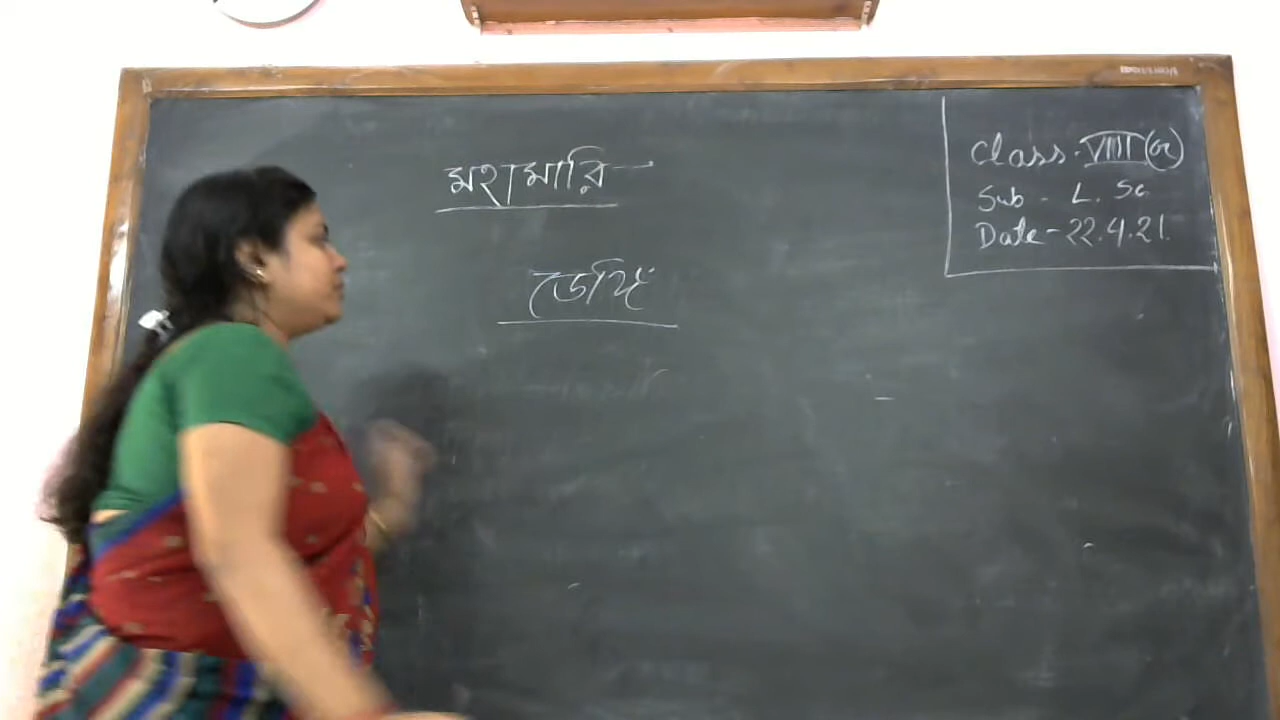 মহামারি -
ডেঙ্গি
Class - VIII
Sub - L. Sc
Date - 22.4.21.